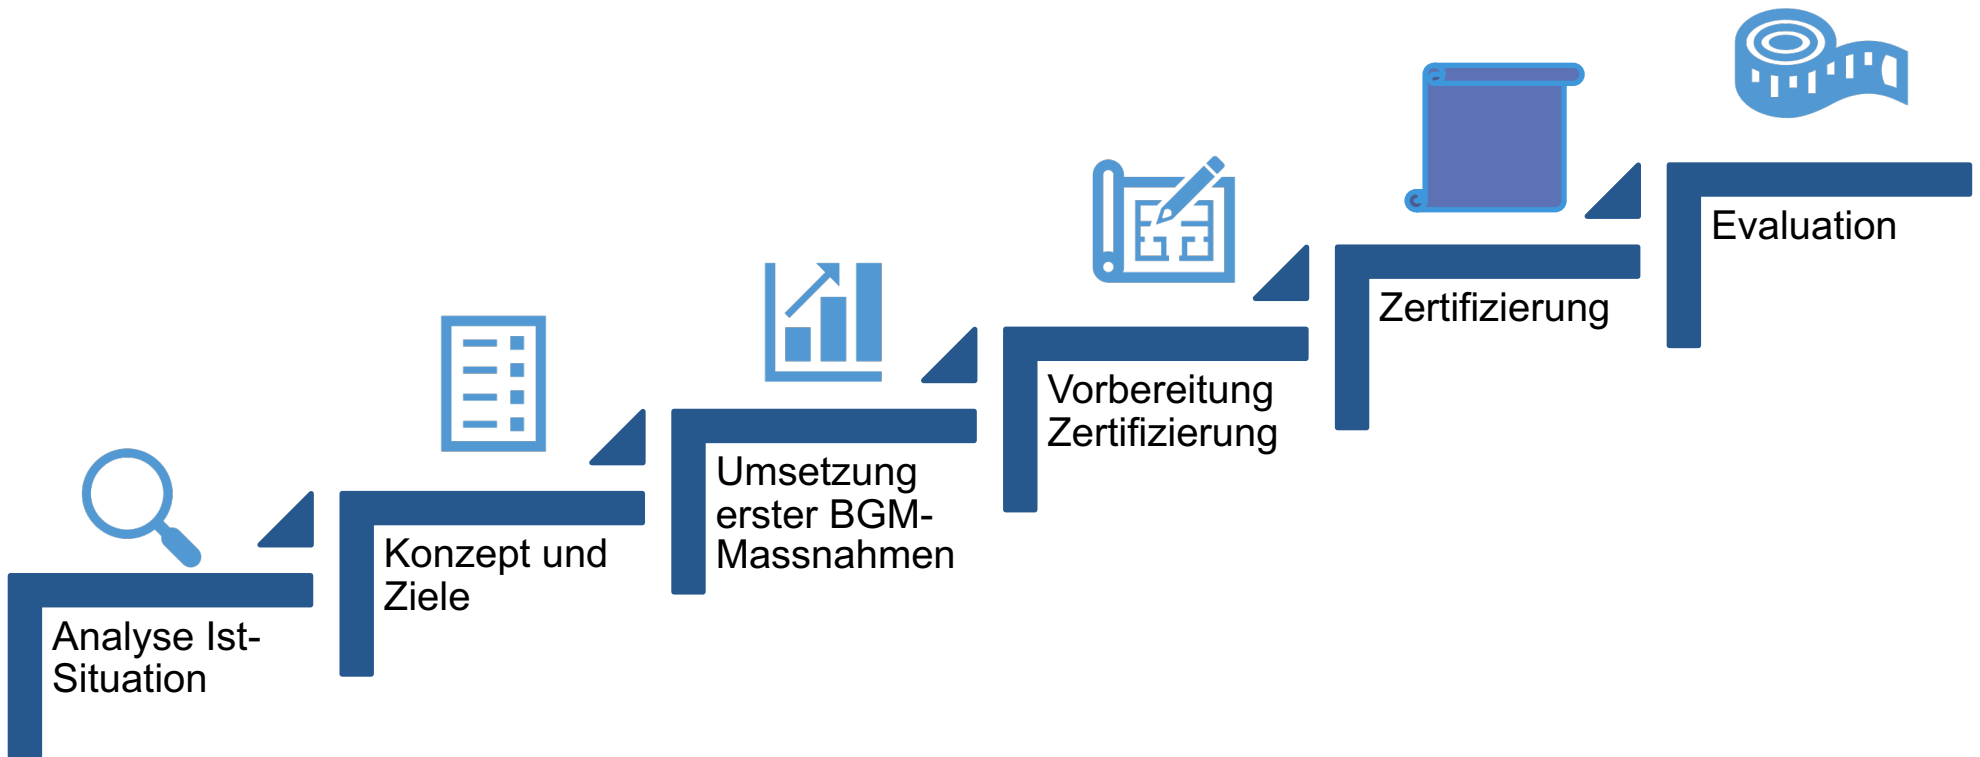 Analyse Ist-
Situation
Konzept und
Ziele
Umsetzung
erster BGM-
Massnahmen
Vorbereitung
Zertifizierung
Zertifizierung
Evaluation